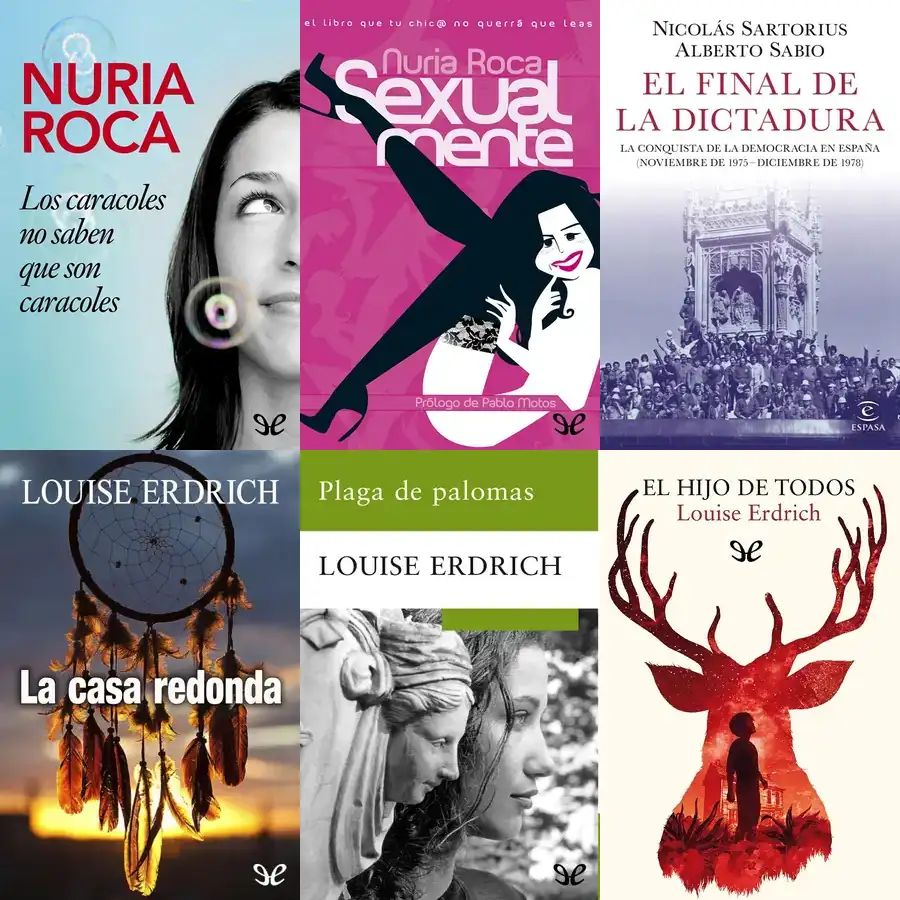 NURIA
ROCA
Los caracoles
no saben
que son
caracoles
el libro que tu chic@ no querrá que leas
Nuria Roca
Sexual
mente
Prólogo de Pablo Motos
NICOLÁS SARTORIUS
ALBERTO SABIO
EL FINAL DE
LA DICTADURA
LA CONQUISTA DE LA DEMOCRACIA EN ESPAÑA
(NOVIEMBRE DE 1975–DICIEMBRE DE 1978)
e
ESPASA
LOUISE ERDRICH
La casa redonda
Plaga de palomas
LOUISE ERDRICH
EL HIJO DE TODOS
Louise Erdrich